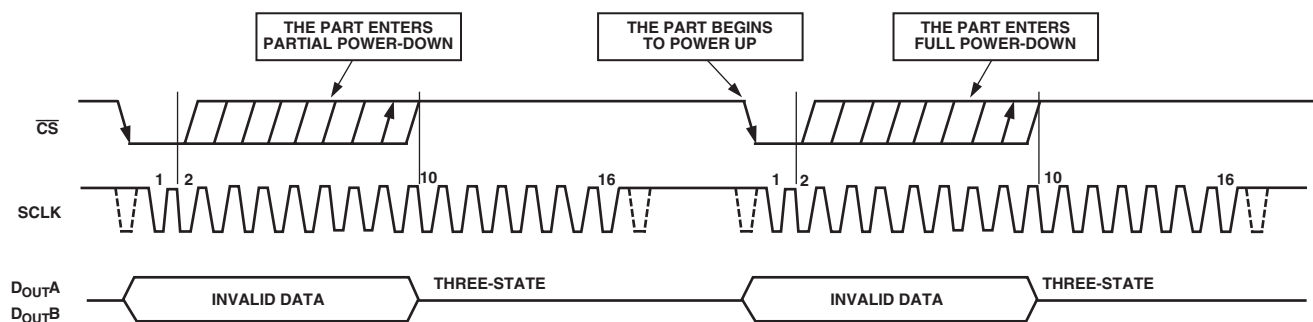 THE PART ENTERS
PARTIAL POWER-DOWN
THE PART BEGINS
TO POWER UP
THE PART ENTERS
FULL POWER-DOWN
CS
1 2 10 16 1 2 10 16
SCLK
THREE-STATE THREE-STATE
DOUTA
INVALID DATA INVALID DATA
DOUTB